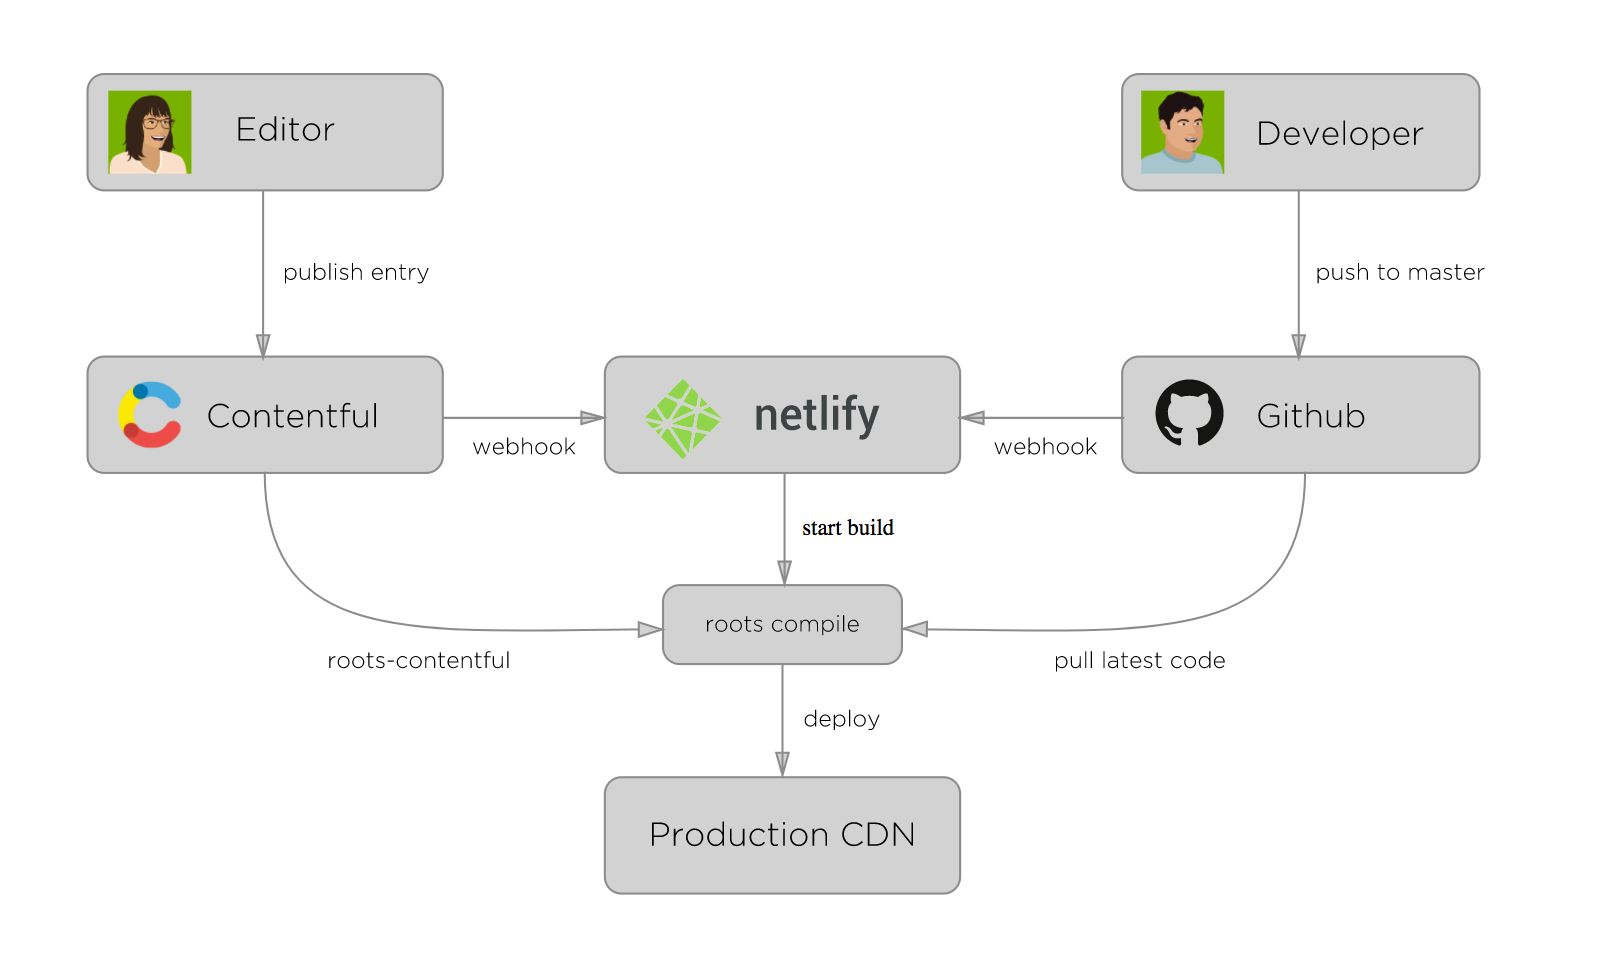 Editor
Developer
publish entry
push to master
Contentful
netlify
Github
webhook
webhook
start build
roots compile
roots-contentful
pull latest code
deploy
Production CDN